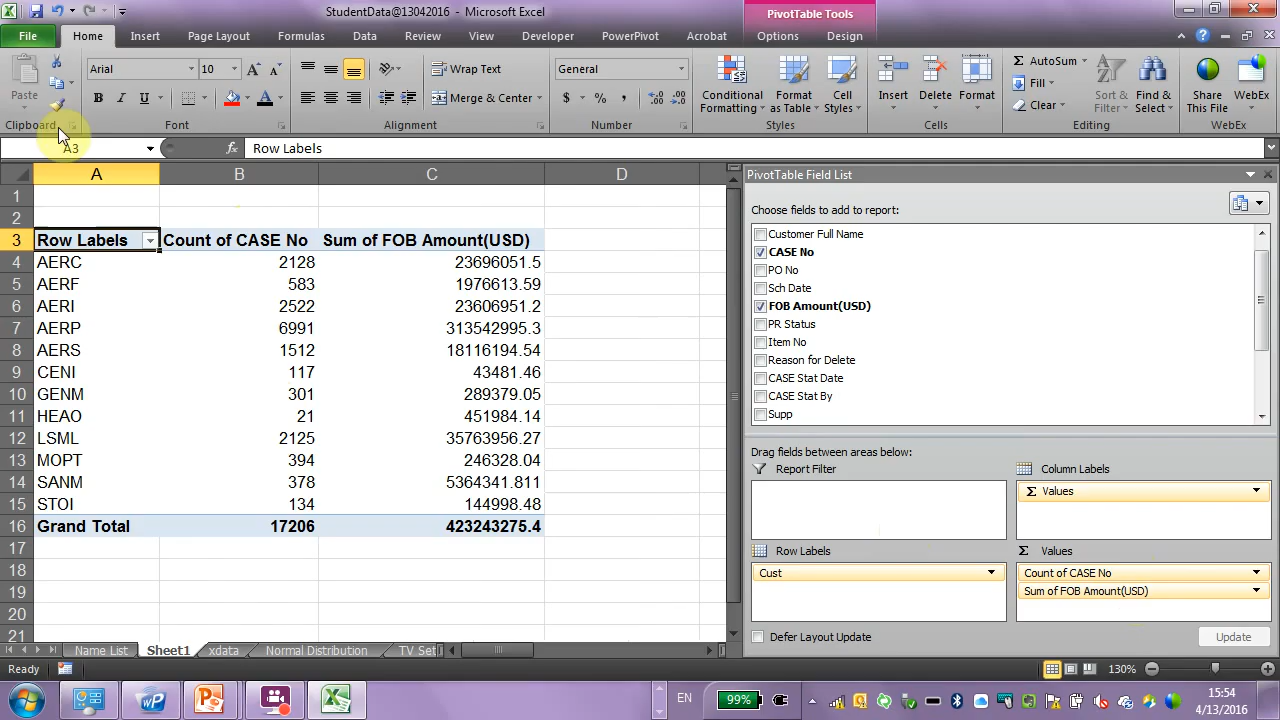 StudentData@13042016 - Microsoft Excel
PivotTable Tools
File Home Insert Page Layout Formulas Data Review View Developer PowerPivot Acrobat Options Design
Paste
Clipboard
Arial 10
B I U A
Font
Wrap Text
Merge & Center
Alignment
General
$ % ,
Number
Conditional Formatting
Format as Table
Cell Styles
Styles
Insert Delete Format
Cells
Σ AutoSum
Fill
Clear
Sort & Filter
Find & Select
Editing
Share This File
WebEx
WebEx
A3 fx Row Labels
A B C D
1
2
3 Row Labels Count of CASE No Sum of FOB Amount(USD)
4 AERC 2128 23696051.5
5 AERF 583 1976613.59
6 AERI 2522 23606951.2
7 AERP 6991 313542995.3
8 AERS 1512 18116194.54
9 CENI 117 43481.46
10 GENM 301 289379.05
11 HEAO 21 451984.14
12 LSML 2125 35763956.27
13 MOPT 394 246328.04
14 SANM 378 5364341.811
15 STOI 134 144998.48
16 Grand Total 17206 423243275.4
17
18
19
20
21
PivotTable Field List
Choose fields to add to report:
Customer Full Name
CASE No
PO No
Sch Date
FOB Amount(USD)
PR Status
Item No
Reason for Delete
CASE Stat Date
CASE Stat By
Supp
Drag fields between areas below:
Report Filter
Column Labels
Σ Values
Row Labels
Cust
Σ Values
Count of CASE No
Sum of FOB Amount(USD)
Defer Layout Update
Update
Name List Sheet1 xdata Normal Distribution TV Set
Ready
130%
EN
99%
15:54
4/13/2016